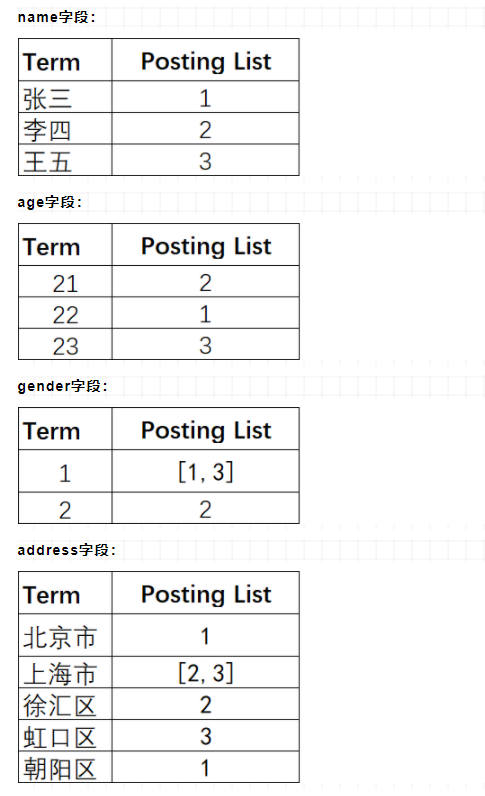 name字段:
Term Posting List
张三 1
李四 2
王五 3
age字段:
Term Posting List
21 2
22 1
23 3
gender字段:
Term Posting List
1 [1,3]
2 2
address字段:
Term Posting List
北京市 1
上海市 [2,3]
徐汇区 2
虹口区 3
朝阳区 1